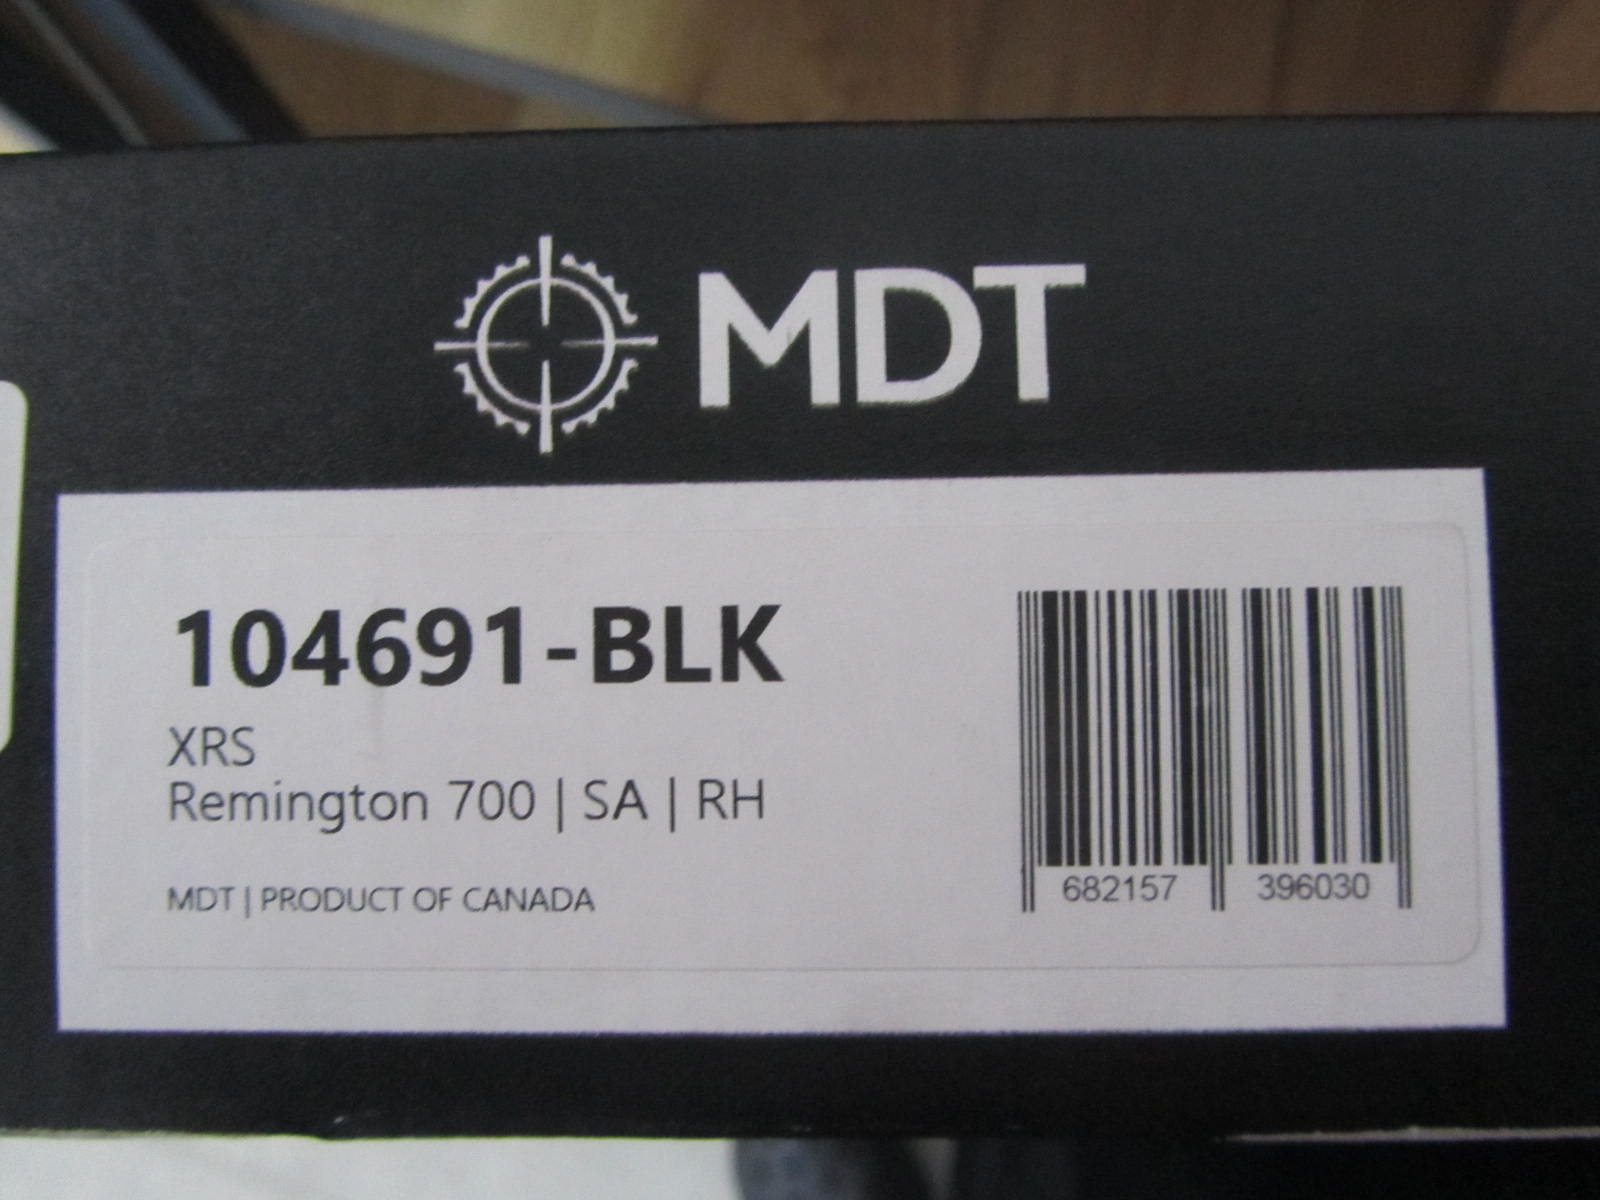 MDT
104691-BLK
XRS
Remington 700 | SA | RH
MDT | PRODUCT OF CANADA
682157 396030